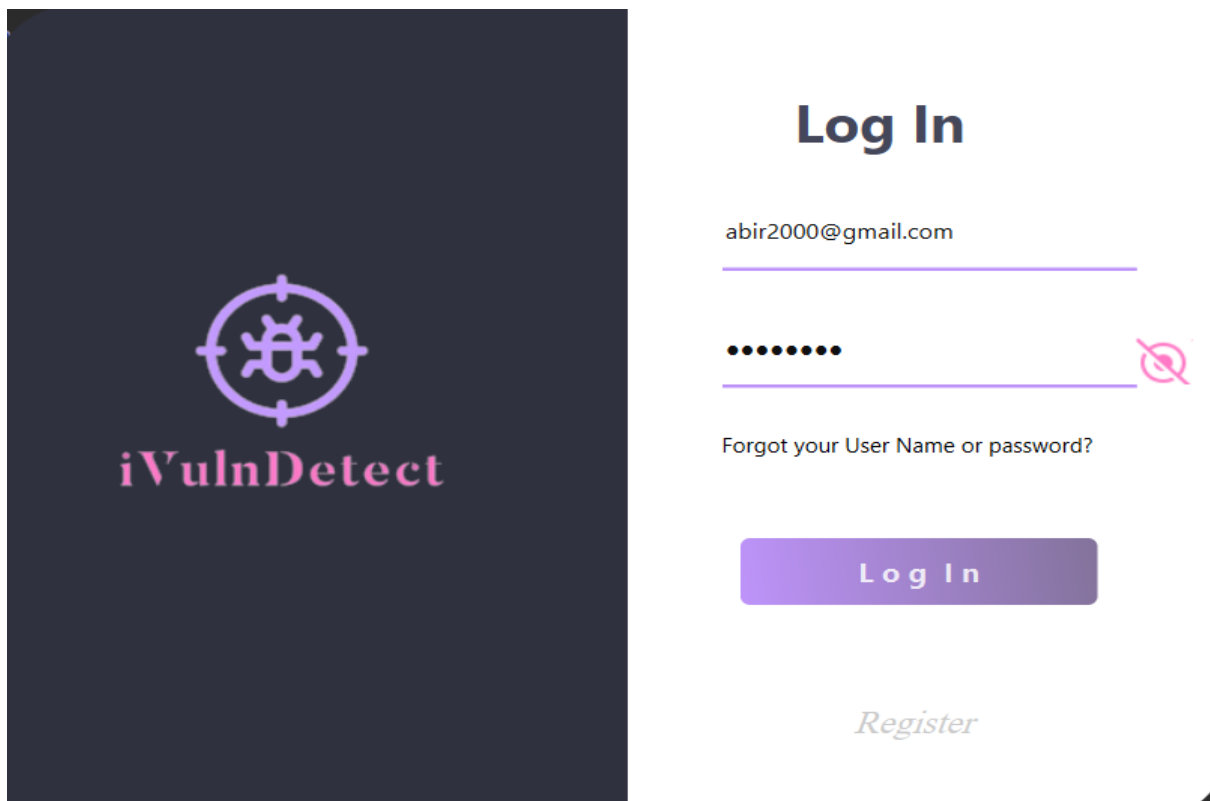 iVulnDetect
Log In
abir2000@gmail.com
••••••••
Forgot your User Name or password?
Log In
Register